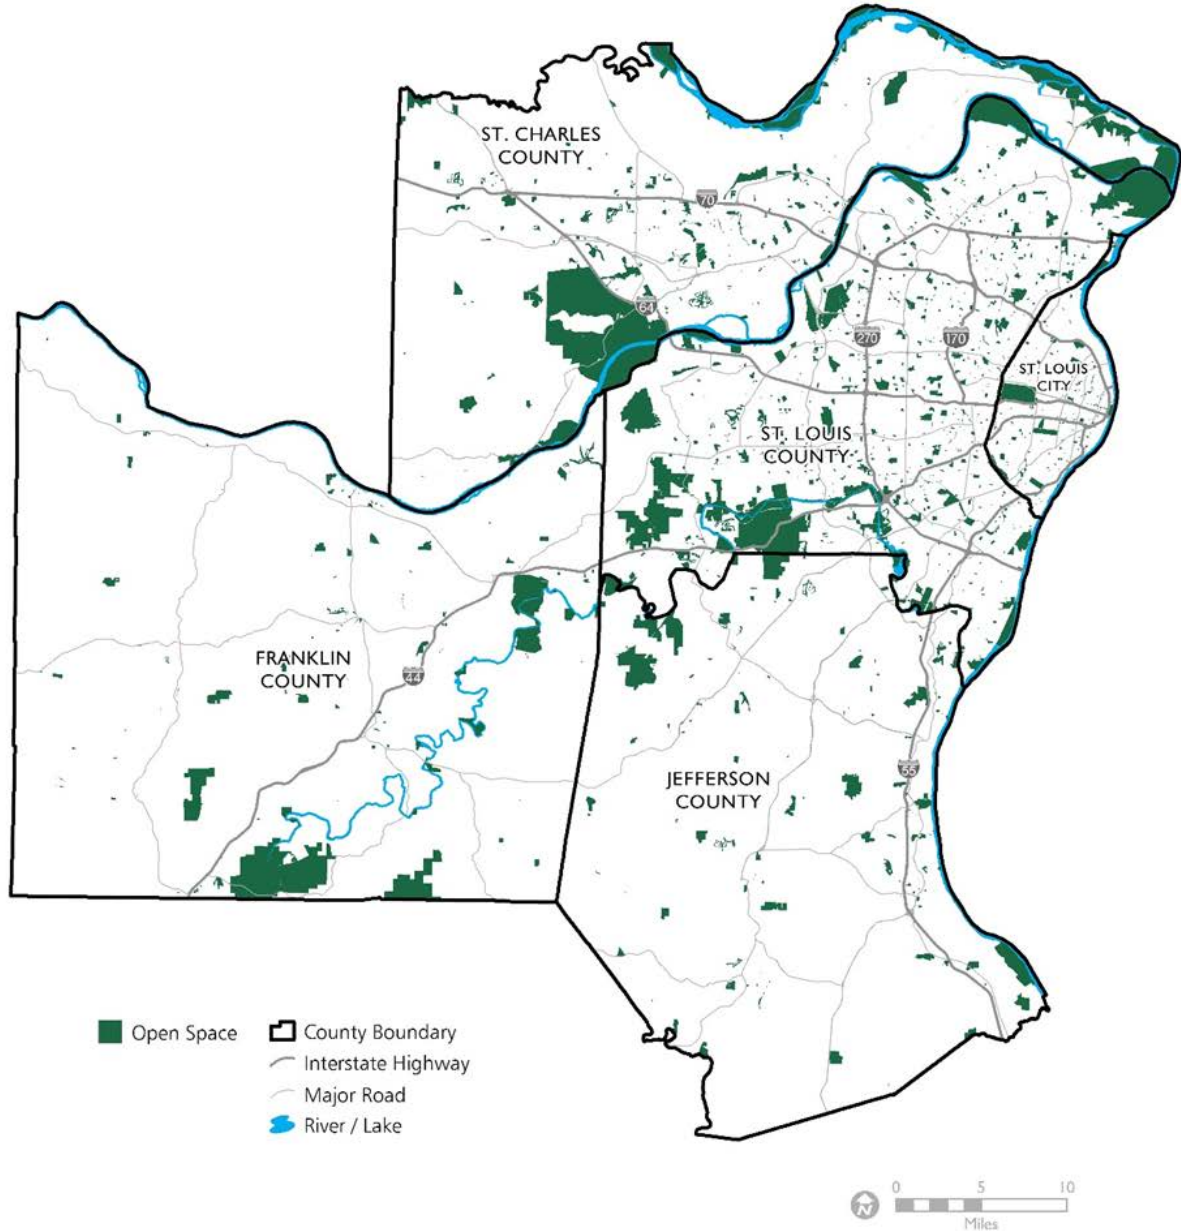 ST. CHARLES
COUNTY
70
64
270
170
ST. LOUIS
CITY
ST. LOUIS
COUNTY
FRANKLIN
COUNTY
44
JEFFERSON
COUNTY
55
Open Space
County Boundary
Interstate Highway
Major Road
River / Lake
N
0 5 10
Miles